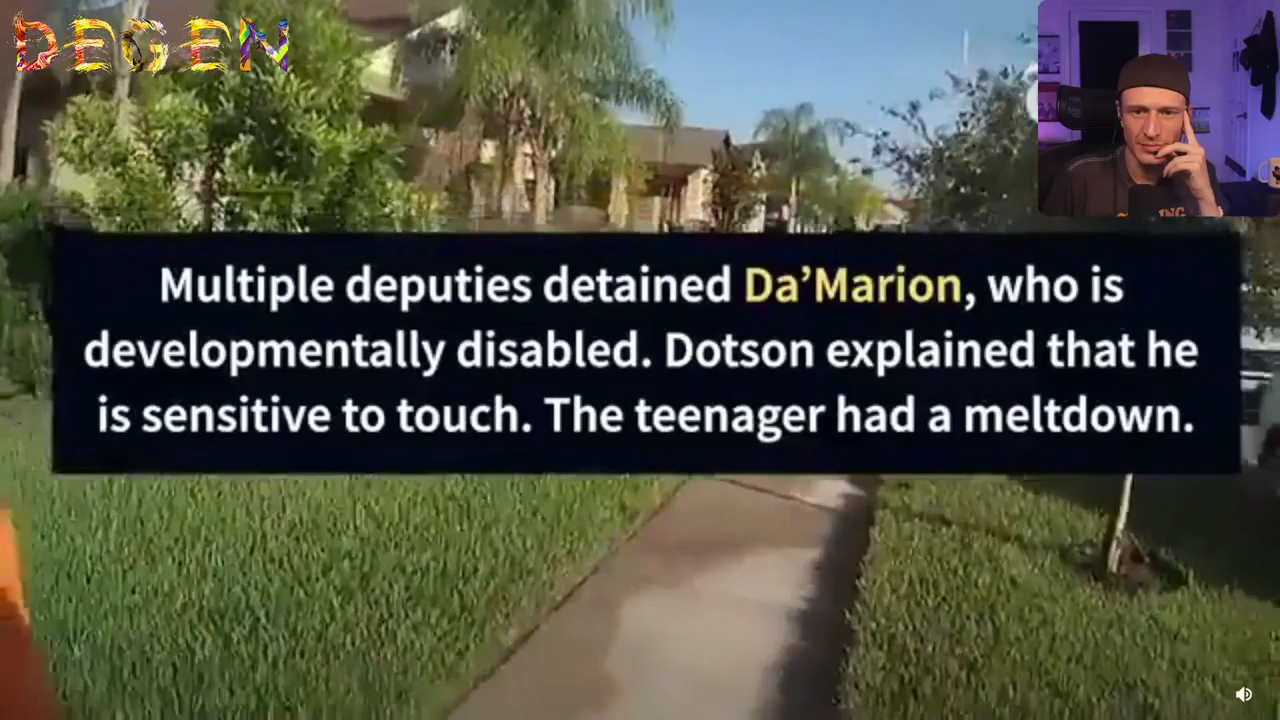 DEGEN
Multiple deputies detained Da’Marion, who is
developmentally disabled. Dotson explained that he
is sensitive to touch. The teenager had a meltdown.